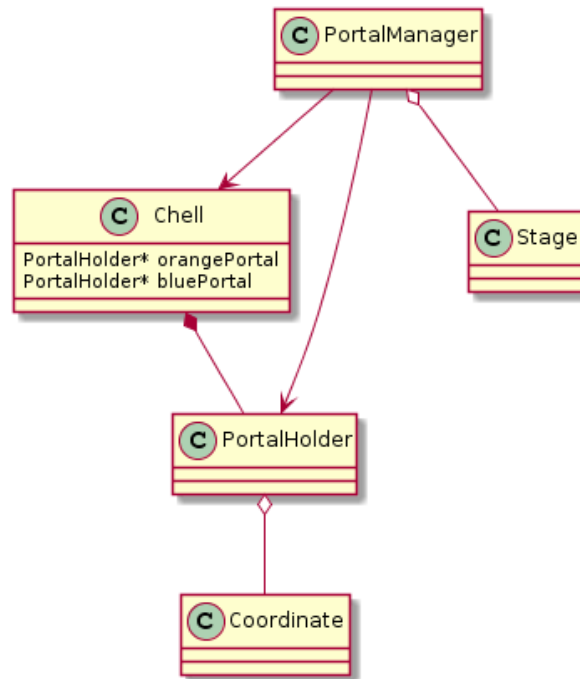 C PortalManager
C Chell
PortalHolder* orangePortal
PortalHolder* bluePortal
C Stage
C PortalHolder
C Coordinate